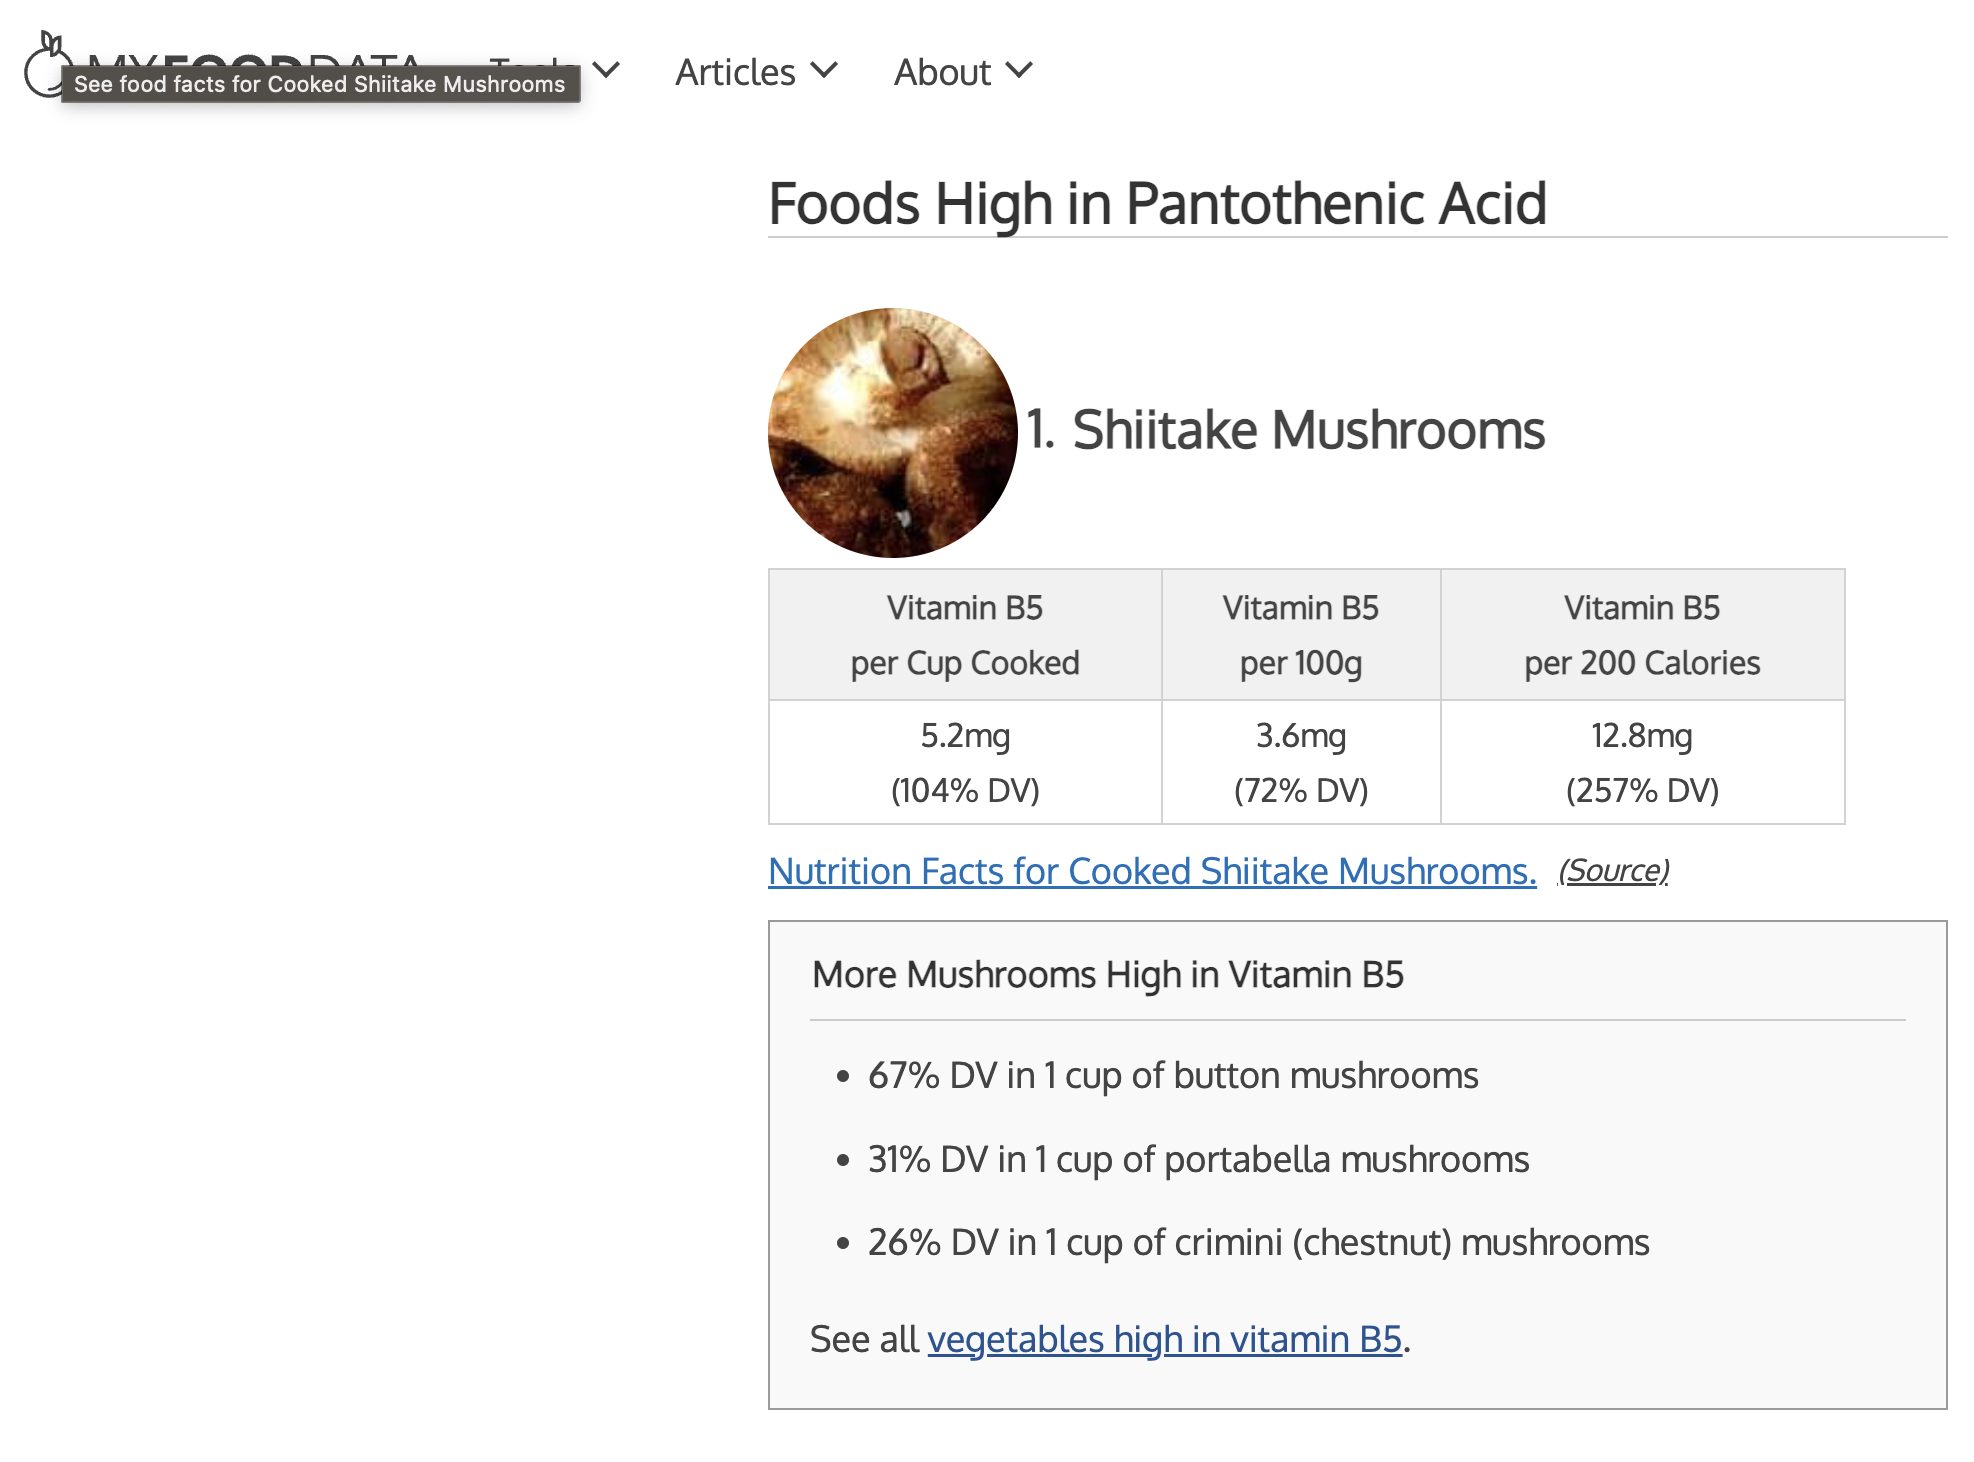 See food facts for Cooked Shiitake Mushrooms
Articles
About
Foods High in Pantothenic Acid
1. Shiitake Mushrooms
Vitamin B5
per Cup Cooked
Vitamin B5
per 100g
Vitamin B5
per 200 Calories
5.2mg
(104% DV)
3.6mg
(72% DV)
12.8mg
(257% DV)
Nutrition Facts for Cooked Shiitake Mushrooms. (Source)
More Mushrooms High in Vitamin B5
• 67% DV in 1 cup of button mushrooms
• 31% DV in 1 cup of portabella mushrooms
• 26% DV in 1 cup of crimini (chestnut) mushrooms
See all vegetables high in vitamin B5.